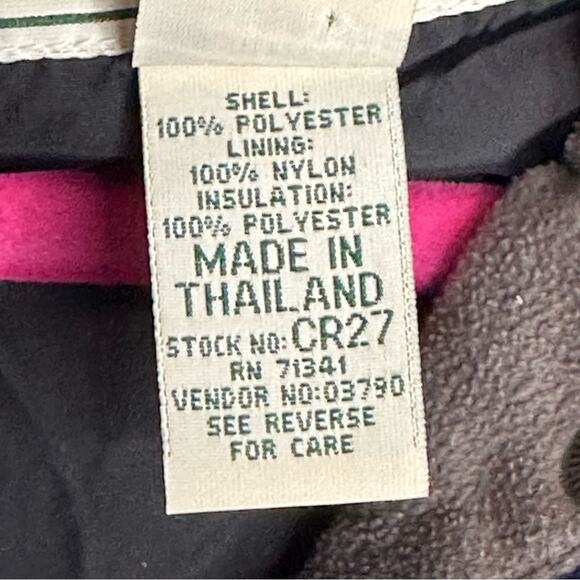 SHELL:
100% POLYESTER
LINING:
100% NYLON
INSULATION:
100% POLYESTER
MADE IN
THAILAND
STOCK NO: CR27
RN 71341
VENDOR NO:03790
SEE REVERSE
FOR CARE